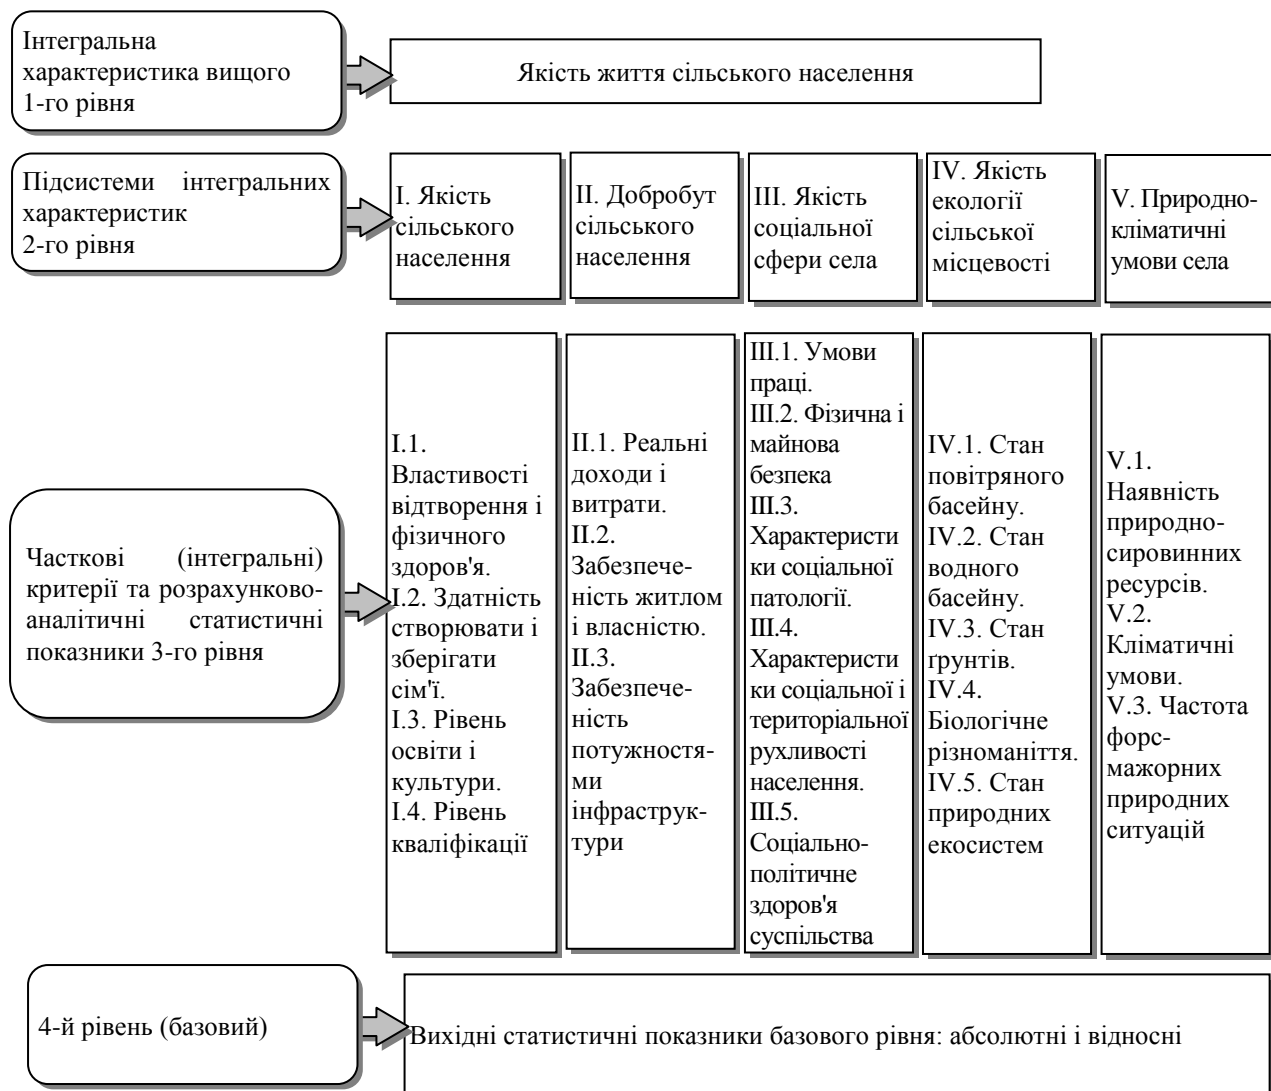 Інтегральна
характеристика вищого
1-го рівня
Якість життя сільського населення
Підсистеми інтегральних
характеристик
2-го рівня
I. Якість
сільського
населення
II. Добробут
сільського
населення
III. Якість
соціальної
сфери села
IV. Якість
екології
сільської
місцевості
V. Природно-
кліматичні
умови села
Часткові (інтегральні)
критерії та розрахунково-
аналітичні статистичні
показники 3-го рівня
I.1.
Властивості
відтворення і
фізичного
здоров'я.
I.2. Здатність
створювати і
зберігати
сім'ї.
I.3. Рівень
освіти і
культури.
I.4. Рівень
кваліфікації
II.1. Реальні
доходи і
витрати.
II.2.
Забезпече-
ність житлом
і власністю.
II.3.
Забезпече-
ність
потужностя-
ми
інфраструк-
тури
III.1. Умови
праці.
III.2. Фізична і
майнова
безпека
III.3.
Характеристи
ки соціальної
патології.
III.4.
Характеристи
ки соціальної і
територіальної
рухливості
населення.
III.5.
Соціально-
політичне
здоров'я
суспільства
IV.1. Стан
повітряного
басейну.
IV.2. Стан
водного
басейну.
IV.3. Стан
ґрунтів.
IV.4.
Біологічне
різноманіття.
IV.5. Стан
природних
екосистем
V.1.
Наявність
природно-
сировинних
ресурсів.
V.2.
Кліматичні
умови.
V.3. Частота
форс-
мажорних
природних
ситуацій
4-й рівень (базовий)
Вихідні статистичні показники базового рівня: абсолютні і відносні